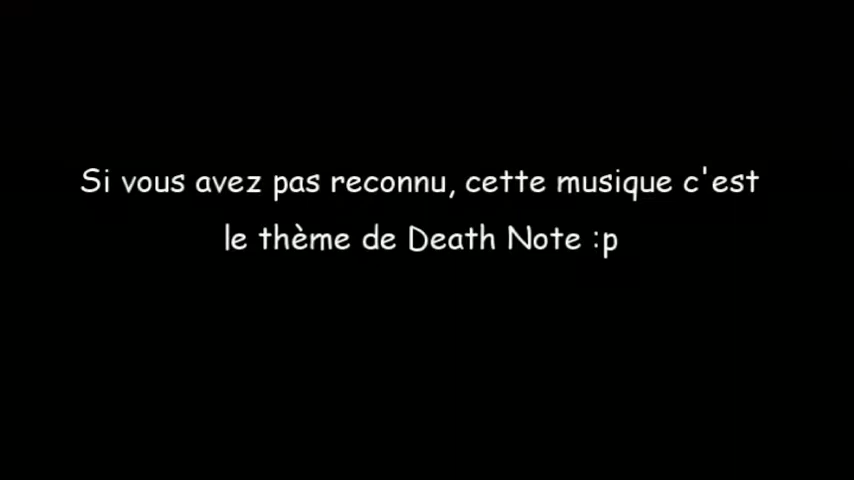 Si vous avez pas reconnu, cette musique c'est
le thème de Death Note :p